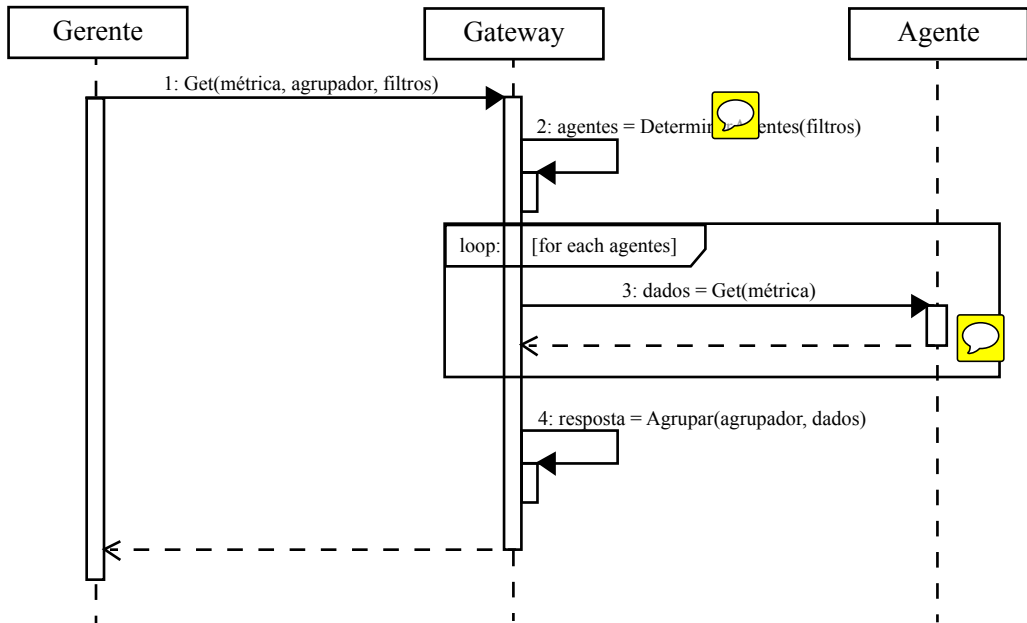 Gerente
Gateway
Agente
1: Get(métrica, agrupador, filtros)
2: agentes = entes(filtros)
loop: [for each agentes]
3: dados = Get(métrica)
4: resposta = Agrupar(agrupador, dados)